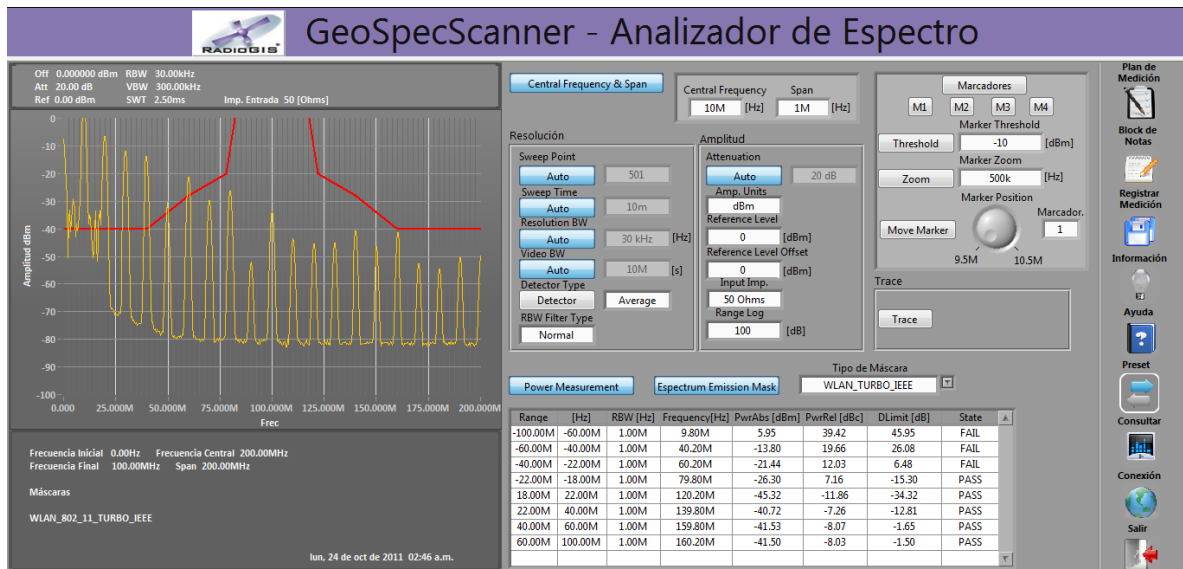 RADIOGIS
GeoSpecScanner - Analizador de Espectro
Off 0.000000 dBm RBW 30.00kHz
Att 20.00 dB VBW 300.00kHz
Ref 0.00 dBm SWT 2.50ms Imp. Entrada 50 [Ohms]
Amplitud dBm
0
-10
-20
-30
-40
-50
-60
-70
-80
-90
-100
0.000 25.000M 50.000M 75.000M 100.000M 125.000M 150.000M 175.000M 200.000M
Frec
Frecuencia Inicial 0.00Hz Frecuencia Central 200.00MHz
Frecuencia Final 100.00MHz Span 200.00MHz
Máscaras
WLAN_802_11_TURBO_IEEE
lun, 24 de oct de 2011 02:46 a.m.
Central Frequency & Span
Central Frequency Span
10M [Hz] 1M [Hz]
Resolución
Sweep Point
Auto 501
Sweep Time
Auto 10m
Resolution BW
Auto 30 kHz [Hz]
Video BW
Auto 10M [s]
Detector Type
Detector Average
RBW Filter Type
Normal
Amplitud
Attenuation
Auto 20 dB
Amp. Units
dBm
Reference Level
0 [dBm]
Reference Level Offset
0 [dBm]
Input Imp.
50 Ohms
Range Log
100 [dB]
Marcadores
M1 M2 M3 M4
Marker Threshold
Threshold -10 [dBm]
Marker Zoom
Zoom 500k [Hz]
Marker Position
Marcador.
Move Marker 1
9.5M 10.5M
Trace
Trace
Power Measurement Espectrum Emission Mask
Tipo de Máscara
WLAN_TURBO_IEEE
Range [Hz] RBW [Hz] Frequency[Hz] PwrAbs [dBm] PwrRel [dBc] DLimit [dB] State
-100.00M -60.00M 1.00M 9.80M 5.95 39.42 45.95 FAIL
-60.00M -40.00M 1.00M 40.20M -13.80 19.66 26.08 FAIL
-40.00M -22.00M 1.00M 60.20M -21.44 12.03 6.48 FAIL
-22.00M -18.00M 1.00M 79.80M -26.30 7.16 -15.30 PASS
18.00M 22.00M 1.00M 120.20M -45.32 -11.86 -34.32 PASS
22.00M 40.00M 1.00M 139.80M -40.72 -7.26 -12.81 PASS
40.00M 60.00M 1.00M 159.80M -41.53 -8.07 -1.65 PASS
60.00M 100.00M 1.00M 160.20M -41.50 -8.03 -1.50 PASS
Plan de
Medición
Block de
Notas
Registrar
Medición
Información
Ayuda
Preset
Consultar
Conexión
Salir